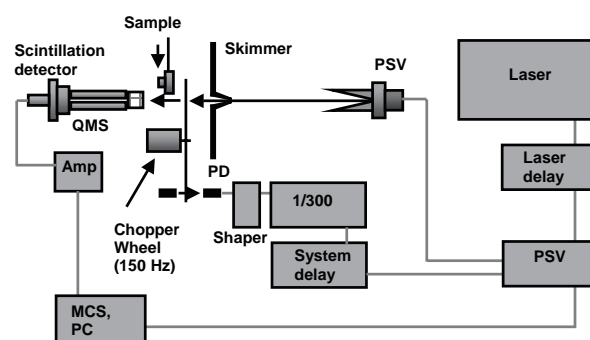 Sample
Scintillation
detector
Skimmer
PSV
Laser
QMS
Amp
PD
Laser
delay
1/300
Chopper
Wheel
(150 Hz)
Shaper
System
delay
PSV
MCS,
PC